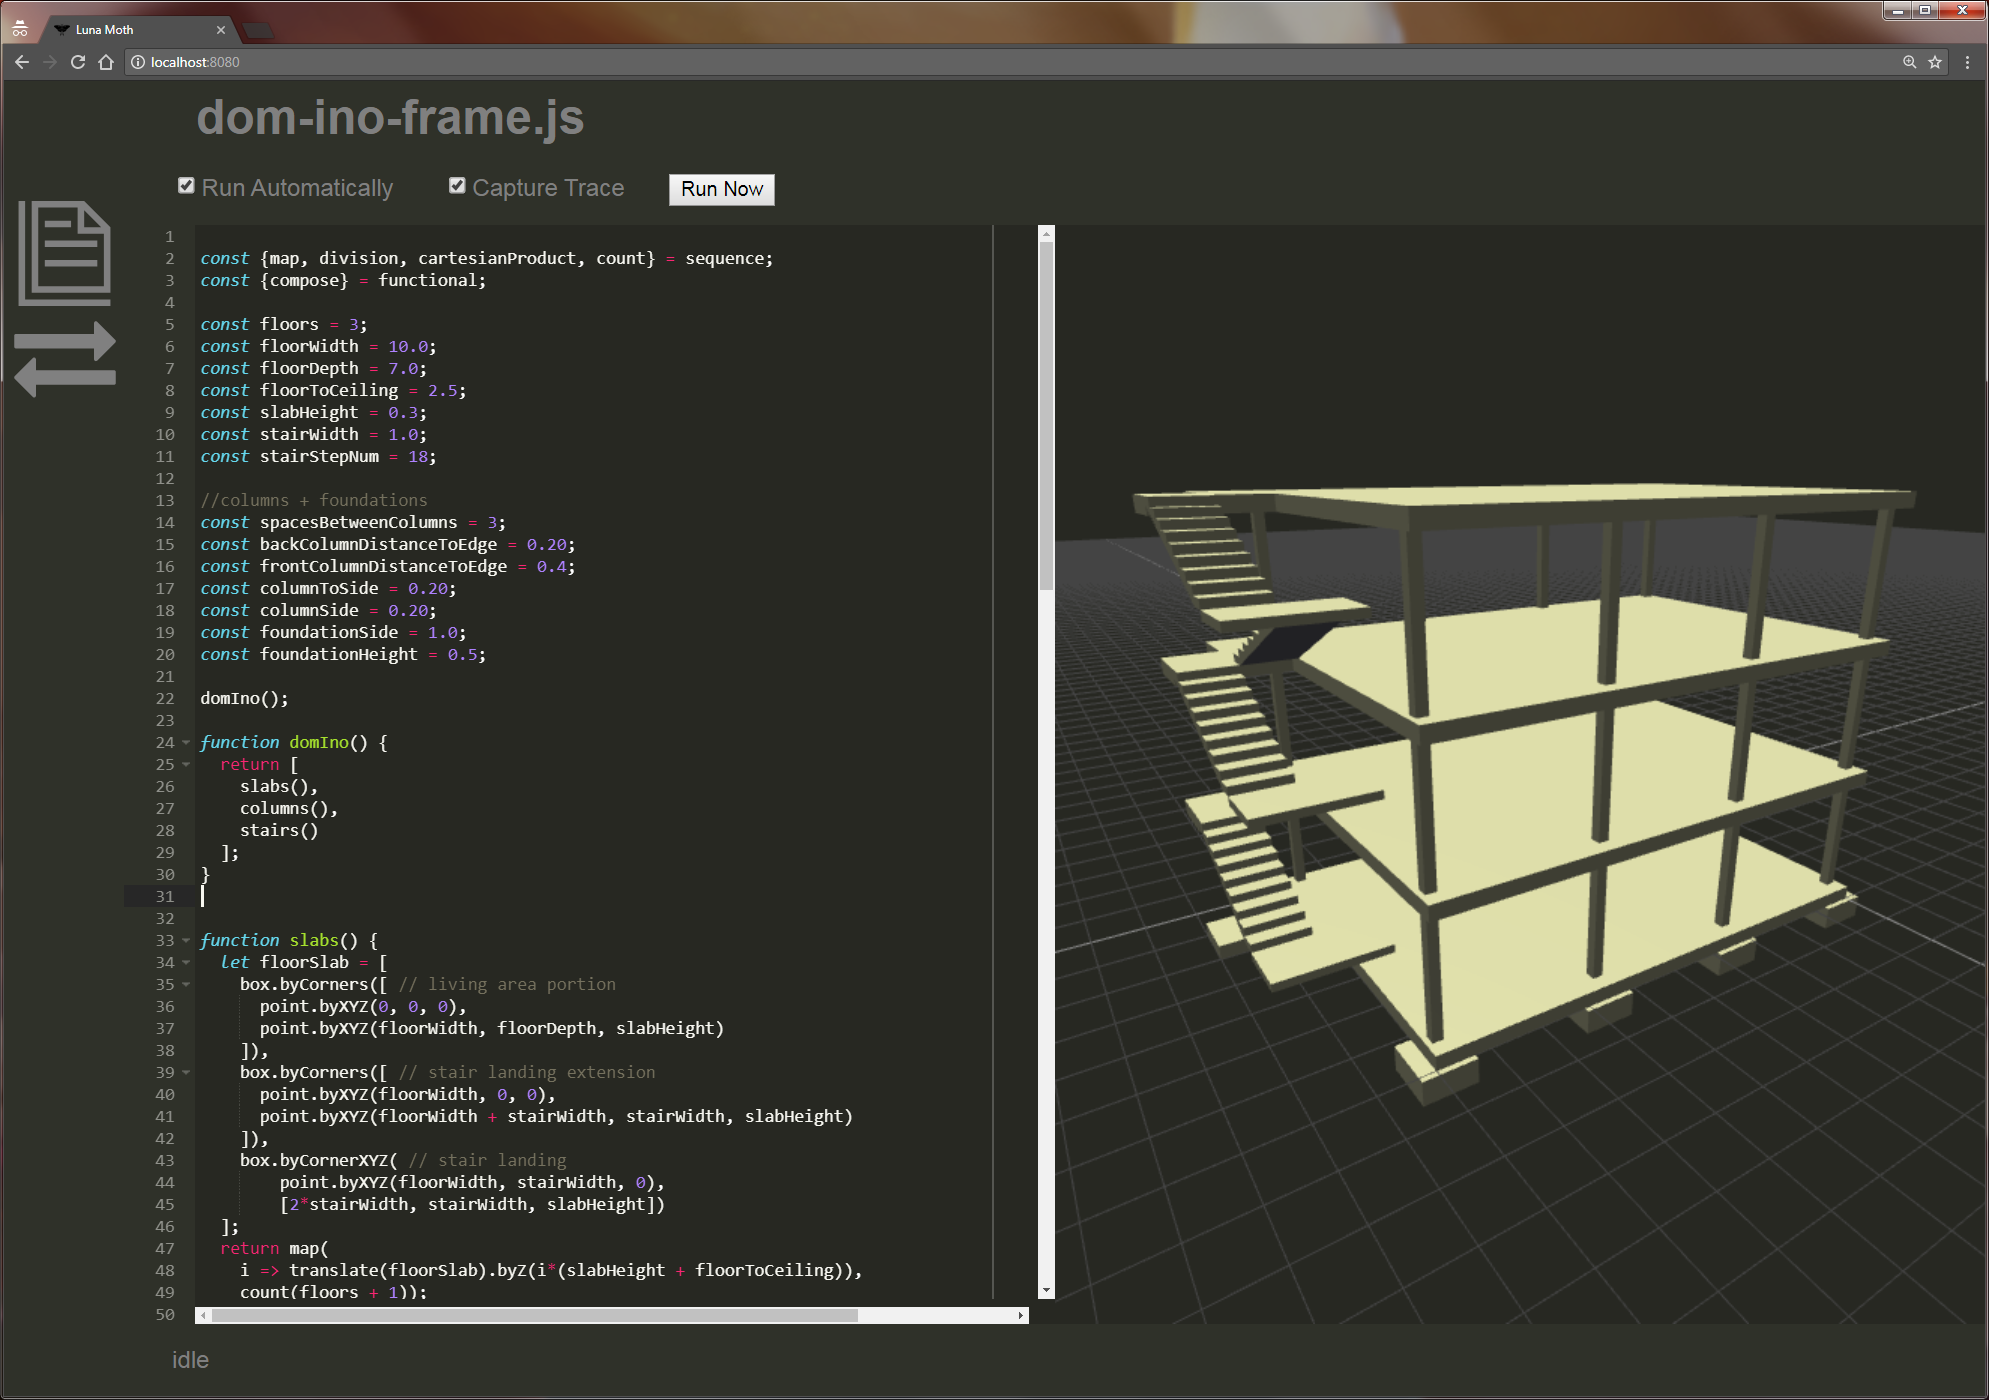 Luna Moth
localhost:8080
dom-ino-frame.js
Run Automatically Capture Trace Run Now
1
2 const {map, division, cartesianProduct, count} = sequence;
3 const {compose} = functional;
4
5 const floors = 3;
6 const floorWidth = 10.0;
7 const floorDepth = 7.0;
8 const floorToCeiling = 2.5;
9 const slabHeight = 0.3;
10 const stairWidth = 1.0;
11 const stairStepNum = 18;
12
13 //columns + foundations
14 const spacesBetweenColumns = 3;
15 const backColumnDistanceToEdge = 0.20;
16 const frontColumnDistanceToEdge = 0.4;
17 const columnToSide = 0.20;
18 const columnSide = 0.20;
19 const foundationSide = 1.0;
20 const foundationHeight = 0.5;
21
22 domIno();
23
24 function domIno() {
25   return [
26     slabs(),
27     columns(),
28     stairs()
29   ];
30 }
31
32
33 function slabs() {
34   let floorSlab = [
35     box.byCorners([ // living area portion
36       point.byXYZ(0, 0, 0),
37       point.byXYZ(floorWidth, floorDepth, slabHeight)
38     ]),
39     box.byCorners([ // stair landing extension
40       point.byXYZ(floorWidth, 0, 0),
41       point.byXYZ(floorWidth + stairWidth, stairWidth, slabHeight)
42     ]),
43     box.byCornerXYZ( // stair landing
44         point.byXYZ(floorWidth, stairWidth, 0),
45         [2*stairWidth, stairWidth, slabHeight])
46   ];
47   return map(
48     i => translate(floorSlab).byZ(i*(slabHeight + floorToCeiling)),
49     count(floors + 1));
50
idle